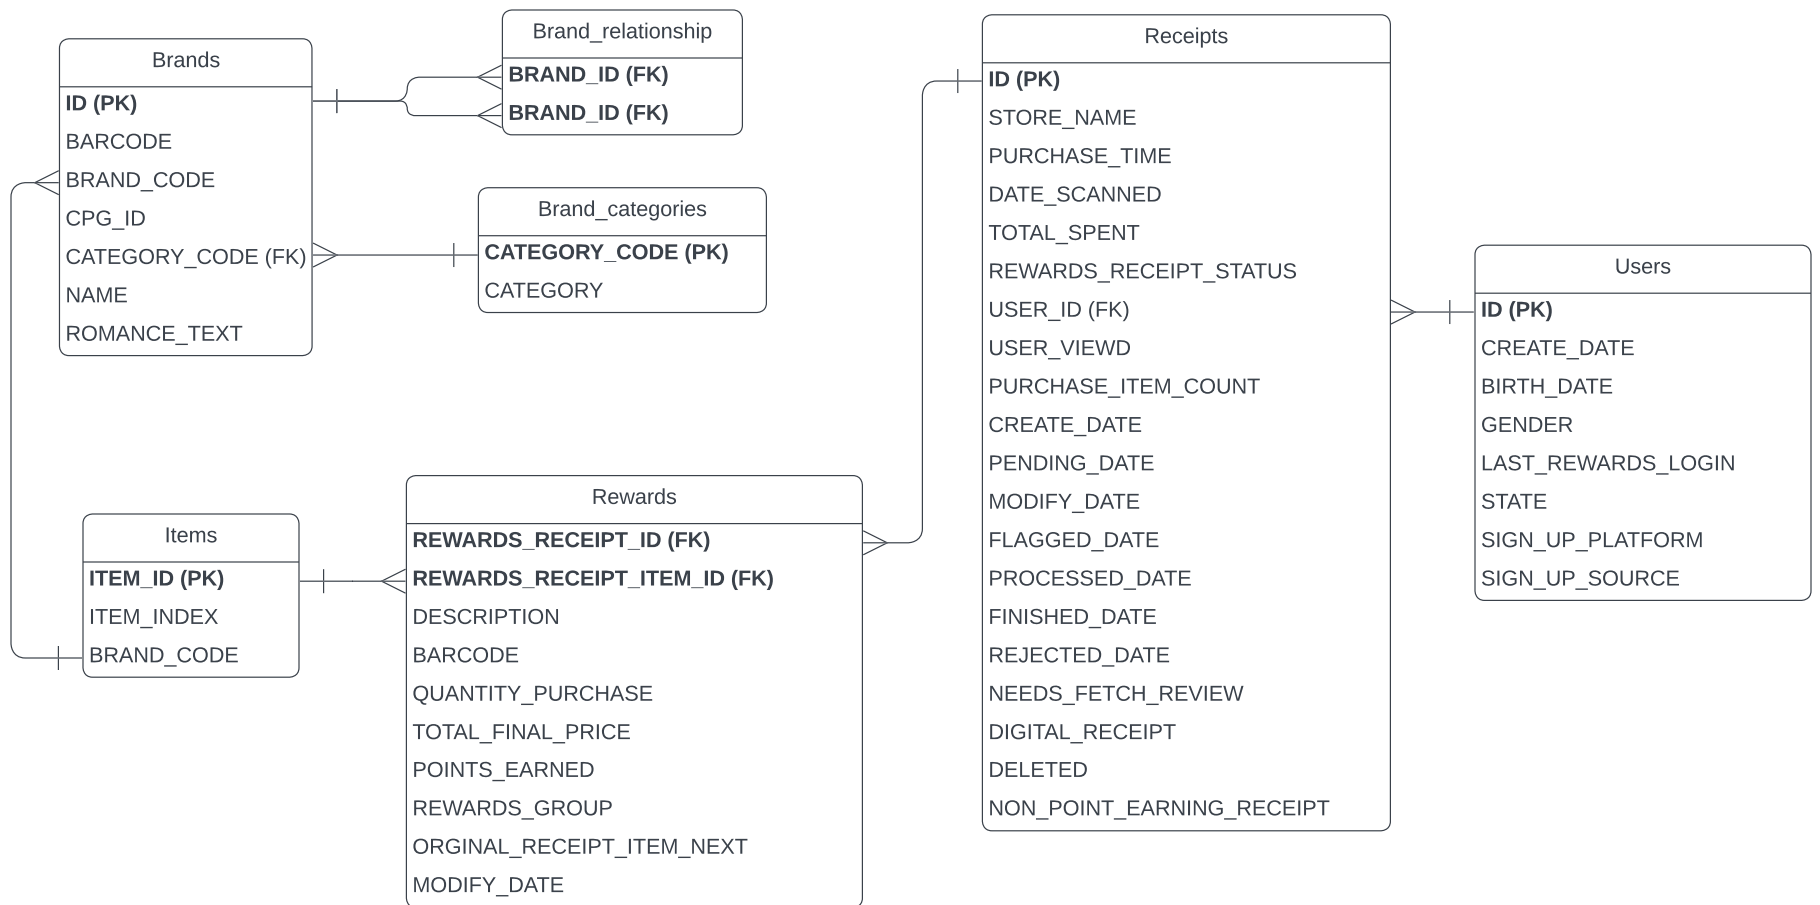 Brands
ID (PK)
BARCODE
BRAND_CODE
CPG_ID
CATEGORY_CODE (FK)
NAME
ROMANCE_TEXT
Brand_relationship
BRAND_ID (FK)
BRAND_ID (FK)
Brand_categories
CATEGORY_CODE (PK)
CATEGORY
Items
ITEM_ID (PK)
ITEM_INDEX
BRAND_CODE
Rewards
REWARDS_RECEIPT_ID (FK)
REWARDS_RECEIPT_ITEM_ID (FK)
DESCRIPTION
BARCODE
QUANTITY_PURCHASE
TOTAL_FINAL_PRICE
POINTS_EARNED
REWARDS_GROUP
ORGINAL_RECEIPT_ITEM_NEXT
MODIFY_DATE
Receipts
ID (PK)
STORE_NAME
PURCHASE_TIME
DATE_SCANNED
TOTAL_SPENT
REWARDS_RECEIPT_STATUS
USER_ID (FK)
USER_VIEWD
PURCHASE_ITEM_COUNT
CREATE_DATE
PENDING_DATE
MODIFY_DATE
FLAGGED_DATE
PROCESSED_DATE
FINISHED_DATE
REJECTED_DATE
NEEDS_FETCH_REVIEW
DIGITAL_RECEIPT
DELETED
NON_POINT_EARNING_RECEIPT
Users
ID (PK)
CREATE_DATE
BIRTH_DATE
GENDER
LAST_REWARDS_LOGIN
STATE
SIGN_UP_PLATFORM
SIGN_UP_SOURCE